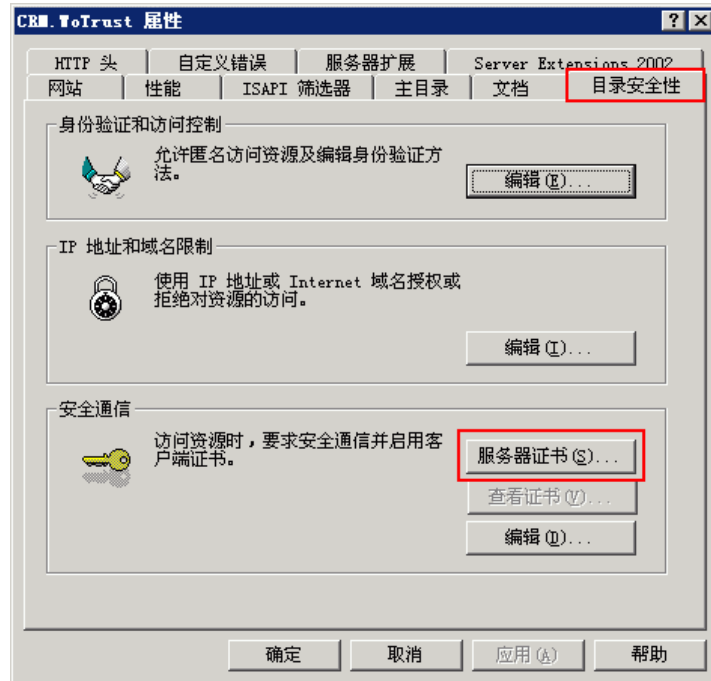 CRM.ToTrust 属性
HTTP 头 自定义错误 服务器扩展 Server Extensions 2002
网站 性能 ISAPI 筛选器 主目录 文档 目录安全性
身份验证和访问控制
允许匿名访问资源及编辑身份验证方
法。
编辑(E)...
IP 地址和域名限制
使用 IP 地址或 Internet 域名授权或
拒绝对资源的访问。
编辑(I)...
安全通信
访问资源时，要求安全通信并启用客
户端证书。
服务器证书(S)...
查看证书(V)...
编辑(D)...
确定 取消 应用(A) 帮助